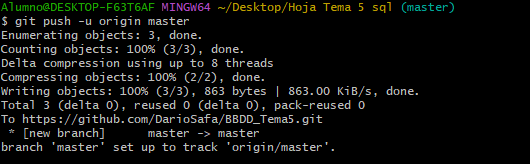 Alumno@DESKTOP-F63T6AF MINGW64 ~/Desktop/Hoja Tema 5 sql (master)
$ git push -u origin master
Enumerating objects: 3, done.
Counting objects: 100% (3/3), done.
Delta compression using up to 8 threads
Compressing objects: 100% (2/2), done.
Writing objects: 100% (3/3), 863 bytes | 863.00 KiB/s, done.
Total 3 (delta 0), reused 0 (delta 0), pack-reused 0
To https://github.com/DarioSafa/BBDD_Tema5.git
 * [new branch]      master -> master
branch 'master' set up to track 'origin/master'.